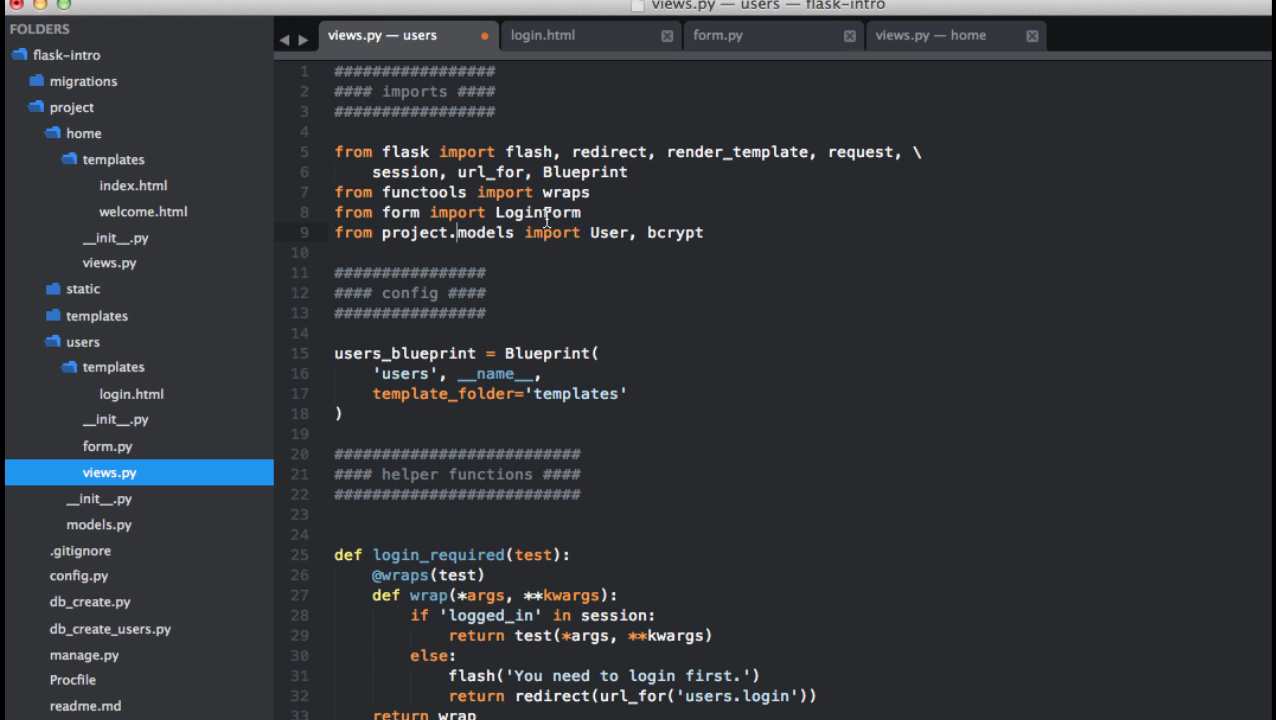 views.py — users — flask-intro
FOLDERS
flask-intro
migrations
project
home
templates
index.html
welcome.html
__init__.py
views.py
static
templates
users
templates
login.html
__init__.py
form.py
views.py
__init__.py
models.py
.gitignore
config.py
db_create.py
db_create_users.py
manage.py
Procfile
readme.md
views.py — users
login.html
form.py
views.py — home
1 #################
2 #### imports ####
3 #################
4
5 from flask import flash, redirect, render_template, request, \
6     session, url_for, Blueprint
7 from functools import wraps
8 from form import LoginForm
9 from project.models import User, bcrypt
10
11 ################
12 #### config ####
13 ################
14
15 users_blueprint = Blueprint(
16     'users', __name__,
17     template_folder='templates'
18 )
19
20 ##########################
21 #### helper functions ####
22 ##########################
23
24
25 def login_required(test):
26     @wraps(test)
27     def wrap(*args, **kwargs):
28         if 'logged_in' in session:
29             return test(*args, **kwargs)
30         else:
31             flash('You need to login first.')
32             return redirect(url_for('users.login'))
33     return wrap